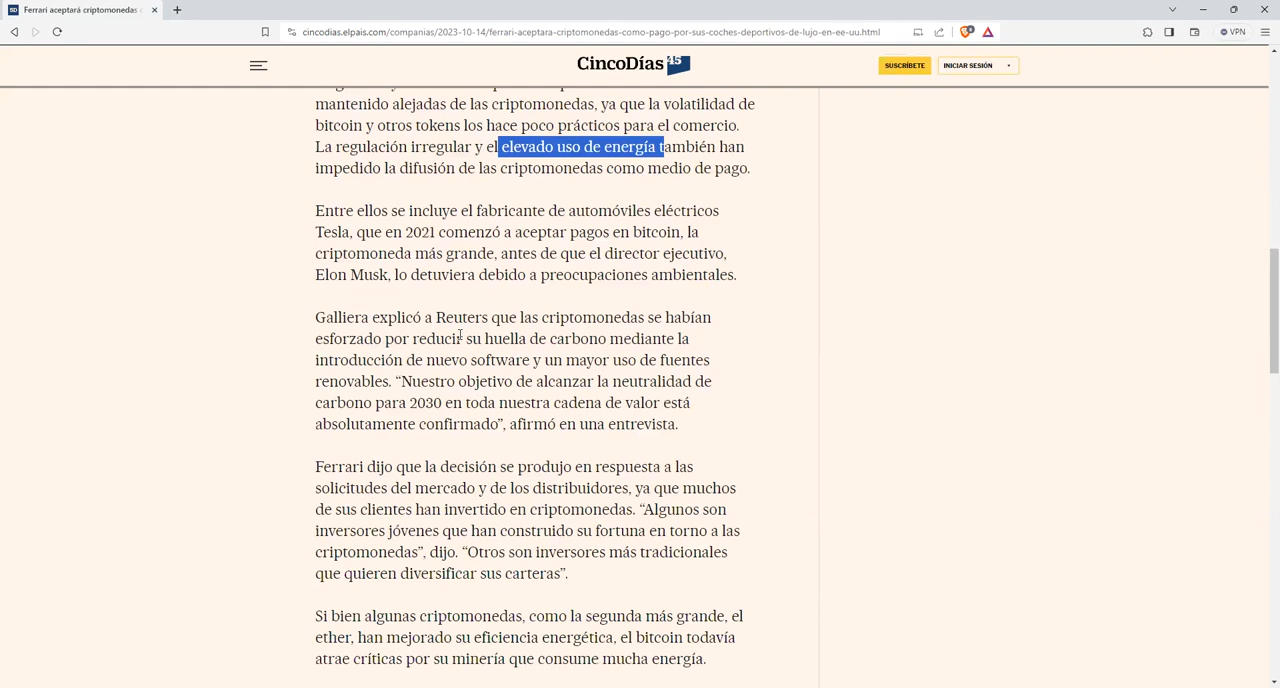 Ferrari aceptará criptomonedas
cincodias.elpais.com/companias/2023-10-14/ferrari-aceptara-criptomonedas-como-pago-por-sus-coches-deportivos-de-lujo-en-ee-uu.html
VPN
CincoDías 45
SUSCRÍBETE
INICIAR SESIÓN
mantenido alejadas de las criptomonedas, ya que la volatilidad de
bitcoin y otros tokens los hace poco prácticos para el comercio.
La regulación irregular y el elevado uso de energía también han
impedido la difusión de las criptomonedas como medio de pago.
Entre ellos se incluye el fabricante de automóviles eléctricos
Tesla, que en 2021 comenzó a aceptar pagos en bitcoin, la
criptomoneda más grande, antes de que el director ejecutivo,
Elon Musk, lo detuviera debido a preocupaciones ambientales.
Galliera explicó a Reuters que las criptomonedas se habían
esforzado por reducir su huella de carbono mediante la
introducción de nuevo software y un mayor uso de fuentes
renovables. “Nuestro objetivo de alcanzar la neutralidad de
carbono para 2030 en toda nuestra cadena de valor está
absolutamente confirmado”, afirmó en una entrevista.
Ferrari dijo que la decisión se produjo en respuesta a las
solicitudes del mercado y de los distribuidores, ya que muchos
de sus clientes han invertido en criptomonedas. “Algunos son
inversores jóvenes que han construido su fortuna en torno a las
criptomonedas”, dijo. “Otros son inversores más tradicionales
que quieren diversificar sus carteras”.
Si bien algunas criptomonedas, como la segunda más grande, el
ether, han mejorado su eficiencia energética, el bitcoin todavía
atrae críticas por su minería que consume mucha energía.